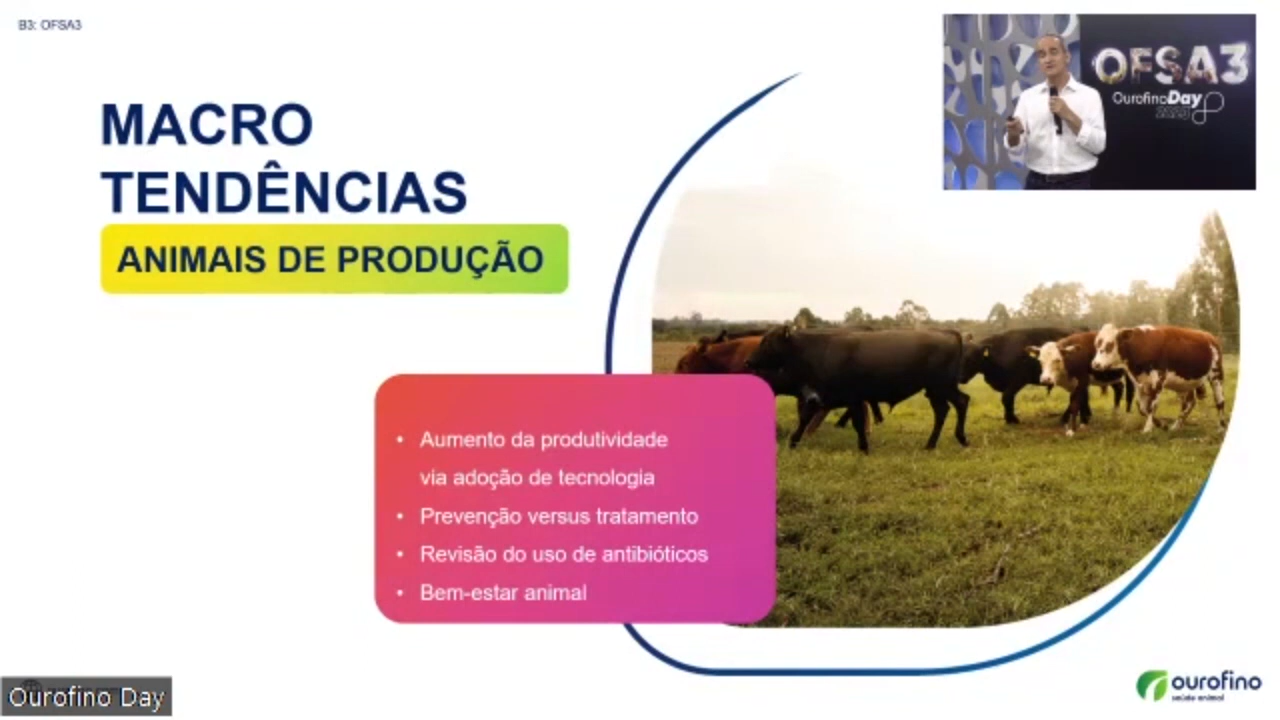 B3: OFSA3
OFSA3
OurofinoDay
2023
MACRO
TENDÊNCIAS
ANIMAIS DE PRODUÇÃO
• Aumento da produtividade
via adoção de tecnologia
• Prevenção versus tratamento
• Revisão do uso de antibióticos
• Bem-estar animal
Ourofino Day
ourofino
saúde animal